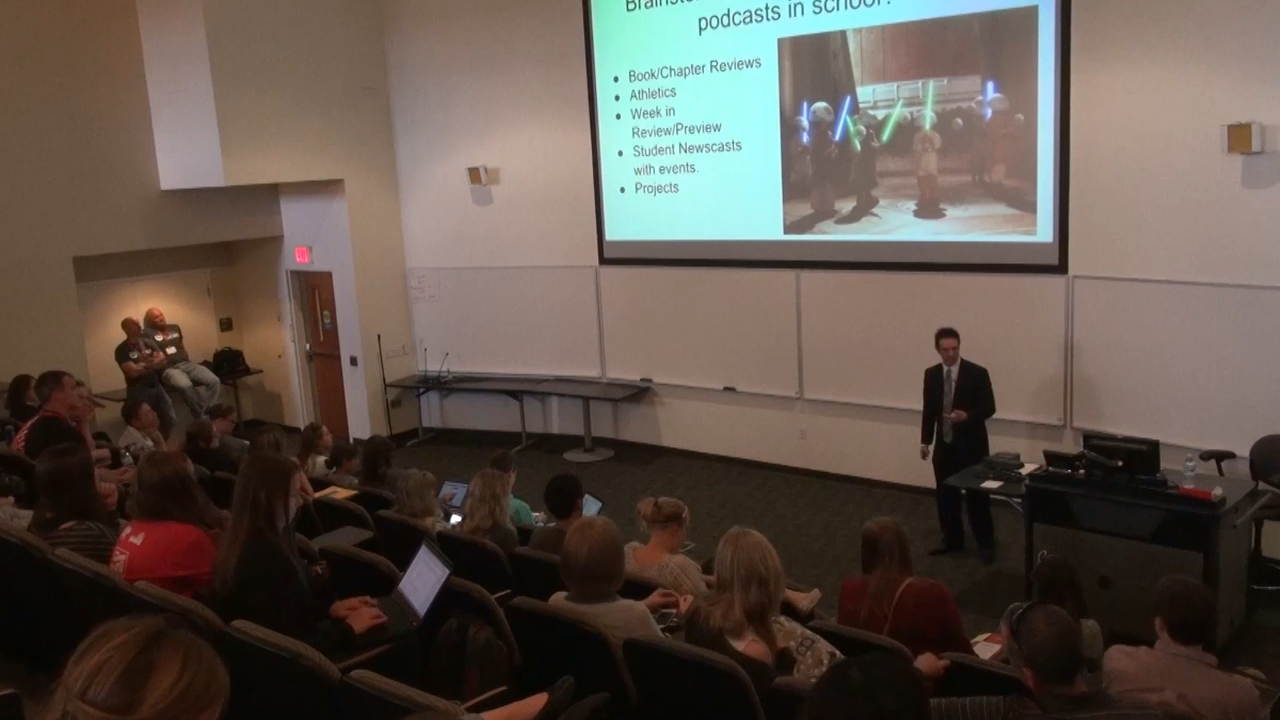 podcasts in school?
● Book/Chapter Reviews
● Athletics
● Week in
Review/Preview
● Student Newscasts
with events.
● Projects